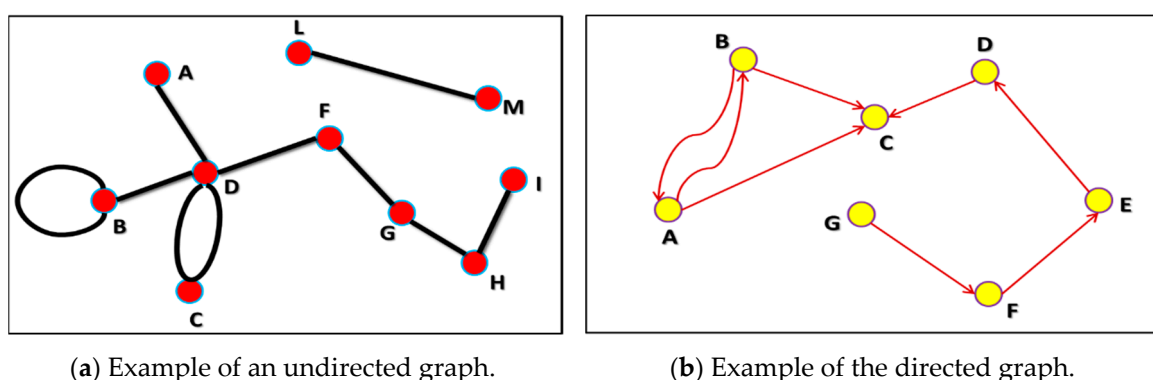 L
A
M
F
D
I
B
G
H
C
B
D
C
A
G
E
F
(a) Example of an undirected graph.
(b) Example of the directed graph.